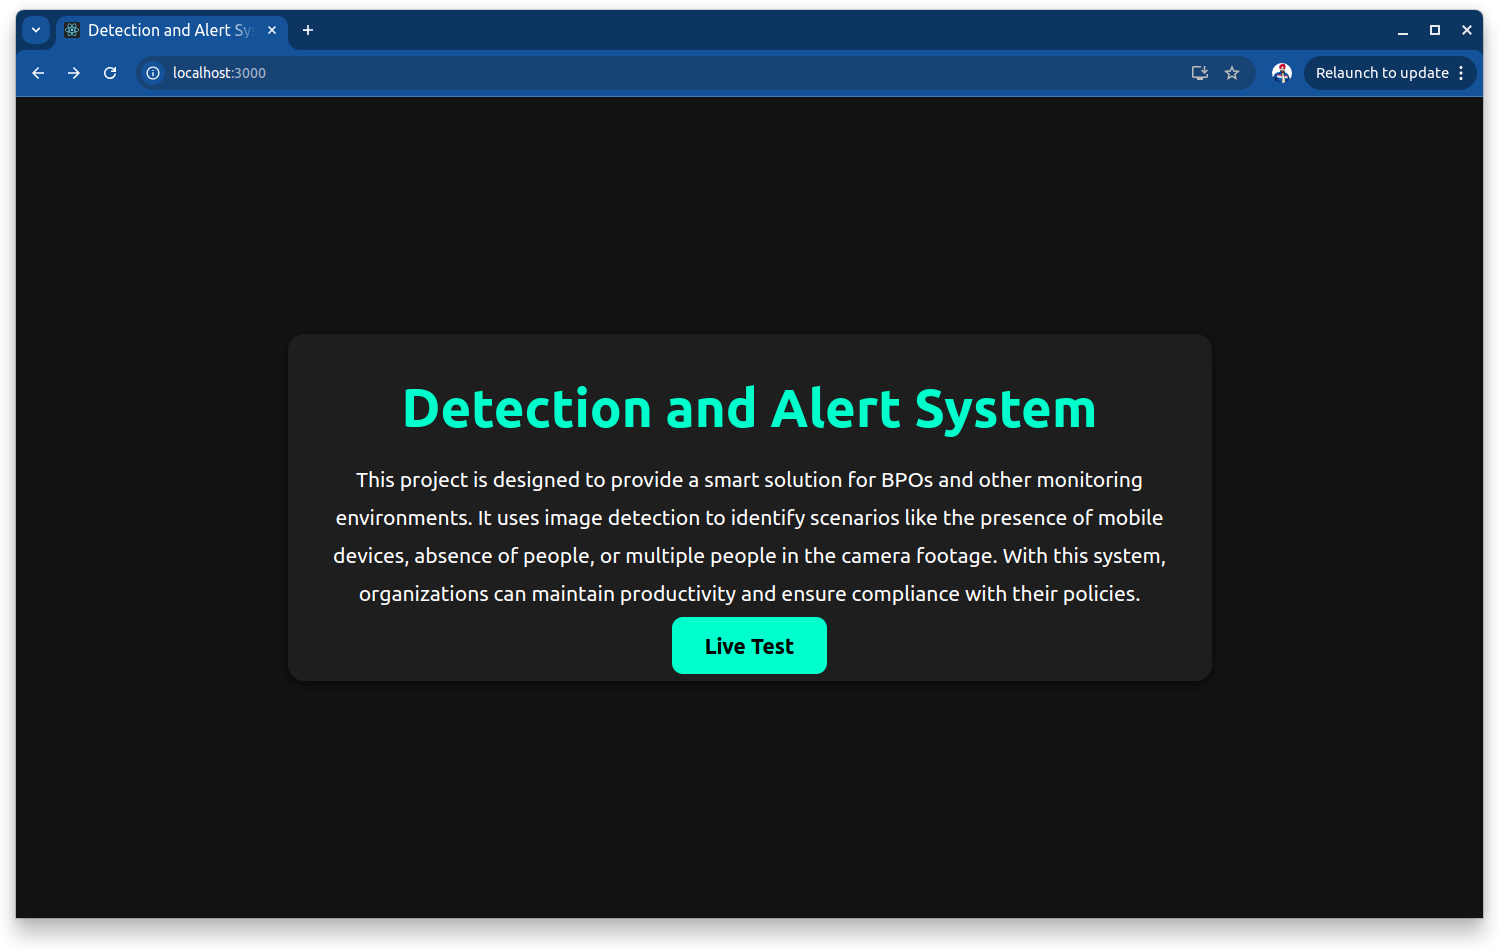 Detection and Alert Sy
localhost:3000
Relaunch to update
Detection and Alert System
This project is designed to provide a smart solution for BPOs and other monitoring
environments. It uses image detection to identify scenarios like the presence of mobile
devices, absence of people, or multiple people in the camera footage. With this system,
organizations can maintain productivity and ensure compliance with their policies.
Live Test